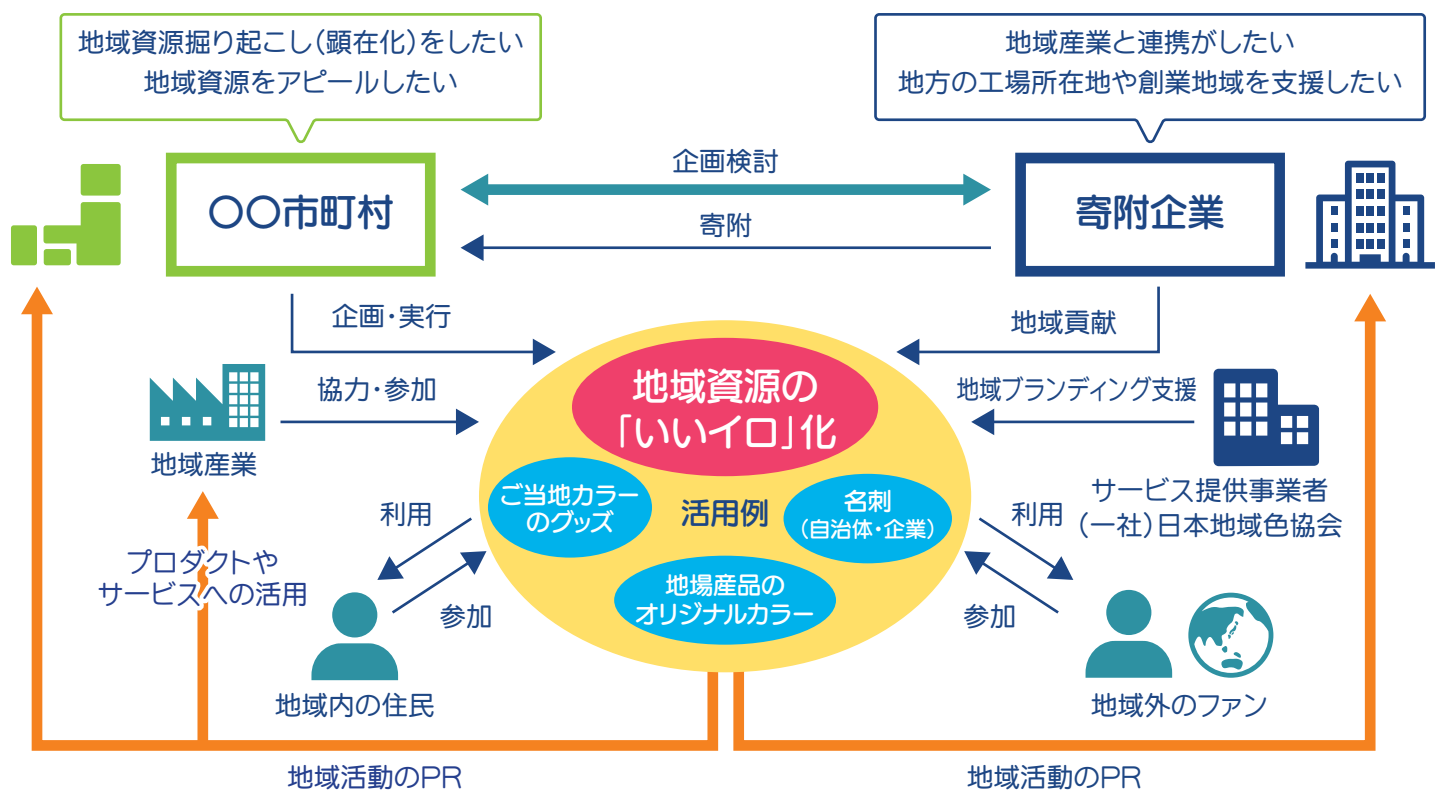 地域資源掘り起こし(顕在化)をしたい
地域資源をアピールしたい
地域産業と連携がしたい
地方の工場所在地や創業地域を支援したい
〇〇市町村
企画検討
寄附
寄附企業
企画・実行
地域貢献
協力・参加
地域産業
地域資源の
「いいイロ」化
地域ブランディング支援
サービス提供事業者
(一社)日本地域色協会
ご当地カラー
のグッズ
活用例
名刺
(自治体・企業)
地場産品の
オリジナルカラー
利用
参加
利用
参加
プロダクトや
サービスへの活用
地域内の住民
地域外のファン
地域活動のPR
地域活動のPR